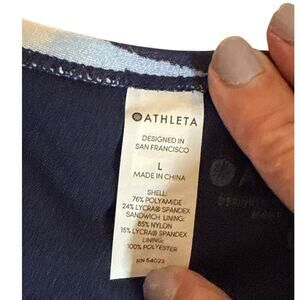 ATHLETA
DESIGNED IN
SAN FRANCISCO
L
MADE IN CHINA
SHELL:
76% POLYAMIDE
24% LYCRA® SPANDEX
SANDWICH LINING:
85% NYLON
15% LYCRA® SPANDEX
LINING:
100% POLYESTER
RN 54023